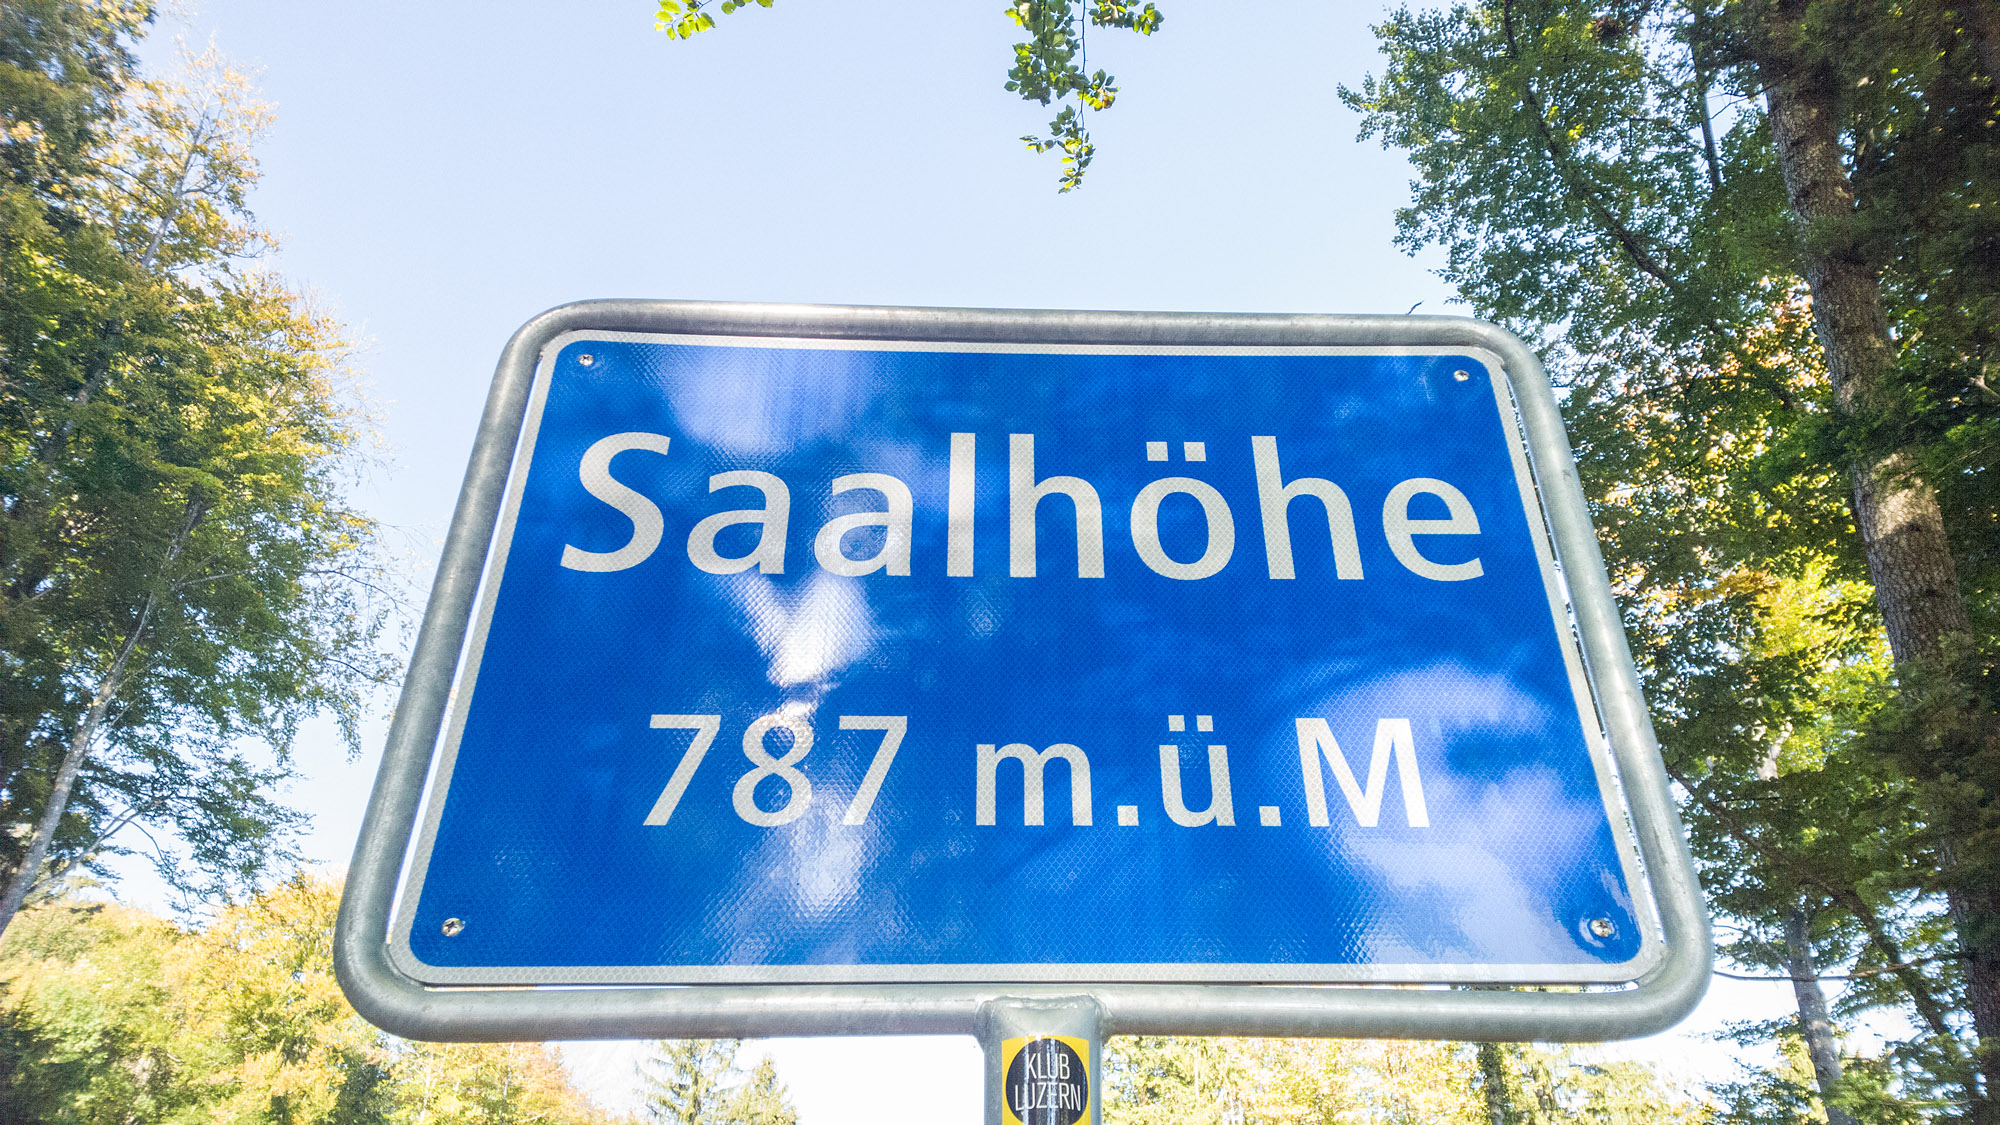 Saalhöhe
787 m.ü.M
KLUB
LUZERN